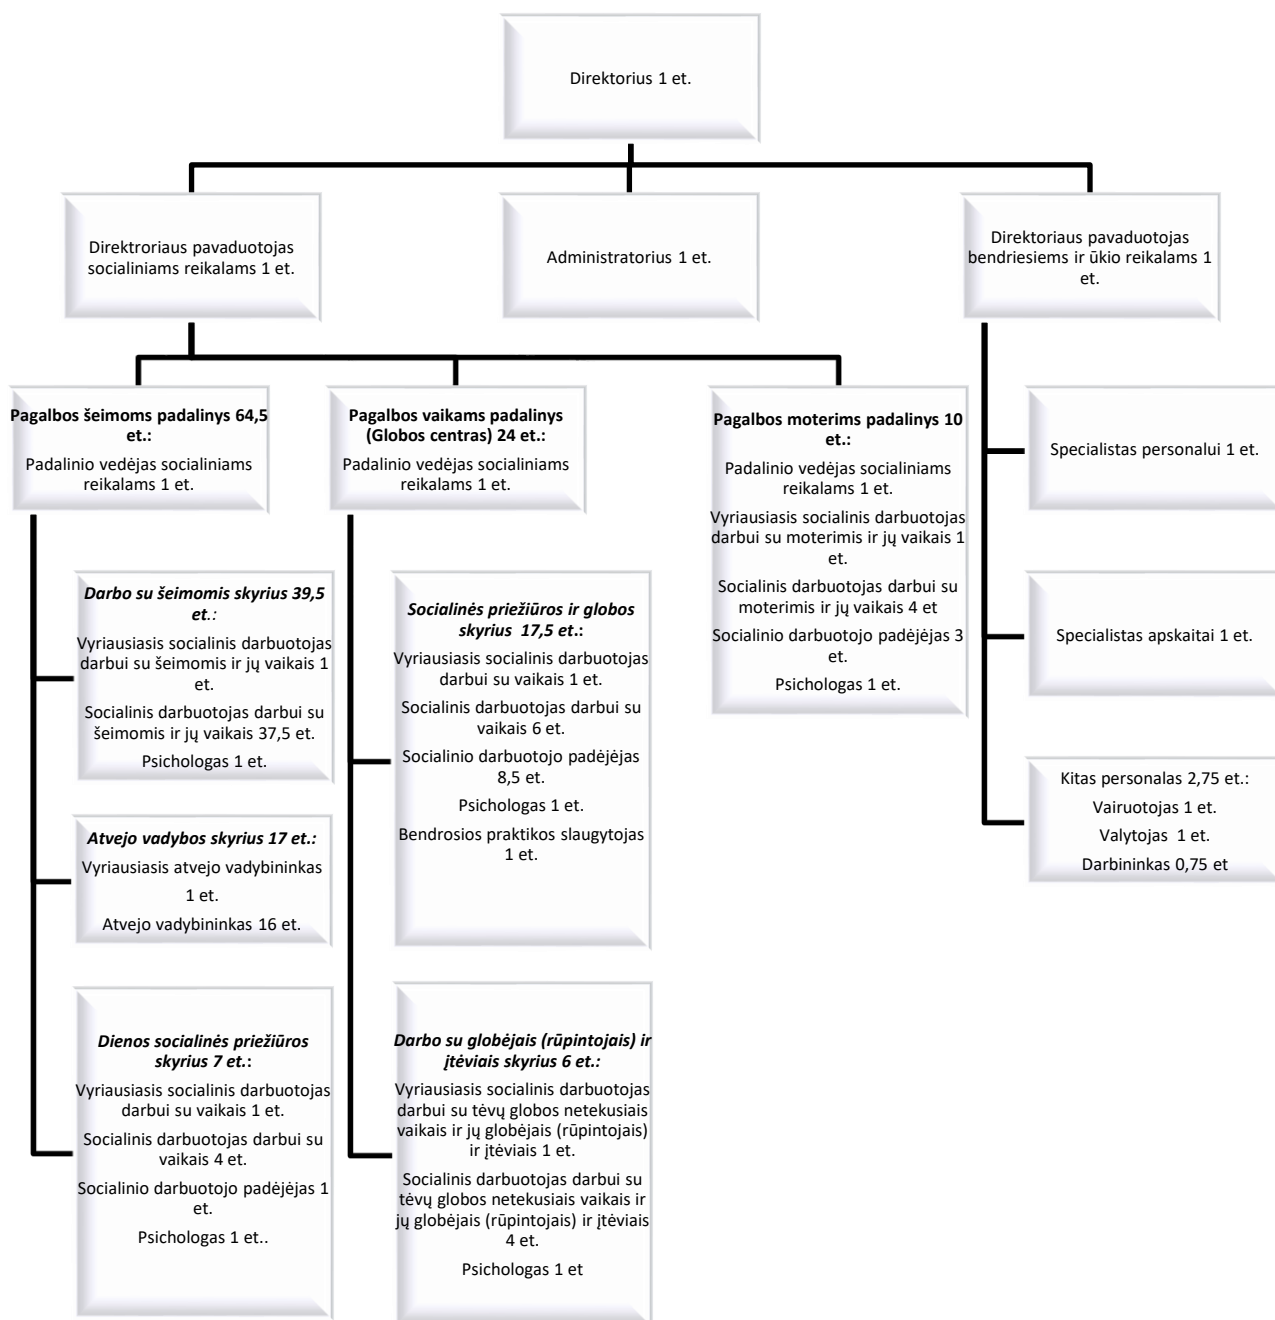 Direktorius 1 et.
Direktroriaus pavaduotojas
socialiniams reikalams 1 et.
Administratorius 1 et.
Direktoriaus pavaduotojas
bendriesiems ir ūkio reikalams 1
et.
Pagalbos šeimoms padalinys 64,5
et.:
Padalinio vedėjas socialiniams
reikalams 1 et.
Pagalbos vaikams padalinys
(Globos centras) 24 et.:
Padalinio vedėjas socialiniams
reikalams 1 et.
Pagalbos moterims padalinys 10
et.:
Padalinio vedėjas socialiniams
reikalams 1 et.
Vyriausiasis socialinis darbuotojas
darbui su moterimis ir jų vaikais 1
et.
Socialinis darbuotojas darbui su
moterimis ir jų vaikais 4 et
Socialinio darbuotojo padėjėjas 3
et.
Psichologas 1 et.
Specialistas personalui 1 et.
Specialistas apskaitai 1 et.
Kitas personalas 2,75 et.:
Vairuotojas 1 et.
Valytojas  1 et.
Darbininkas 0,75 et
Darbo su šeimomis skyrius 39,5
et.:
Vyriausiasis socialinis darbuotojas
darbui su šeimomis ir jų vaikais 1
et.
Socialinis darbuotojas darbui su
šeimomis ir jų vaikais 37,5 et.
Psichologas 1 et.
Atvejo vadybos skyrius 17 et.:
Vyriausiasis atvejo vadybininkas
1 et.
Atvejo vadybininkas 16 et.
Dienos socialinės priežiūros
skyrius 7 et.:
Vyriausiasis socialinis darbuotojas
darbui su vaikais 1 et.
Socialinis darbuotojas darbui su
vaikais 4 et.
Socialinio darbuotojo padėjėjas 1
et.
Psichologas 1 et..
Socialinės priežiūros ir globos
skyrius  17,5 et.:
Vyriausiasis socialinis darbuotojas
darbui su vaikais 1 et.
Socialinis darbuotojas darbui su
vaikais 6 et.
Socialinio darbuotojo padėjėjas
8,5 et.
Psichologas 1 et.
Bendrosios praktikos slaugytojas
1 et.
Darbo su globėjais (rūpintojais) ir
įtėviais skyrius 6 et.:
Vyriausiasis socialinis darbuotojas
darbui su tėvų globos netekusiais
vaikais ir jų globėjais (rūpintojais)
ir įtėviais 1 et.
Socialinis darbuotojas darbui su
tėvų globos netekusiais vaikais ir
jų globėjais (rūpintojais) ir įtėviais
4 et.
Psichologas 1 et